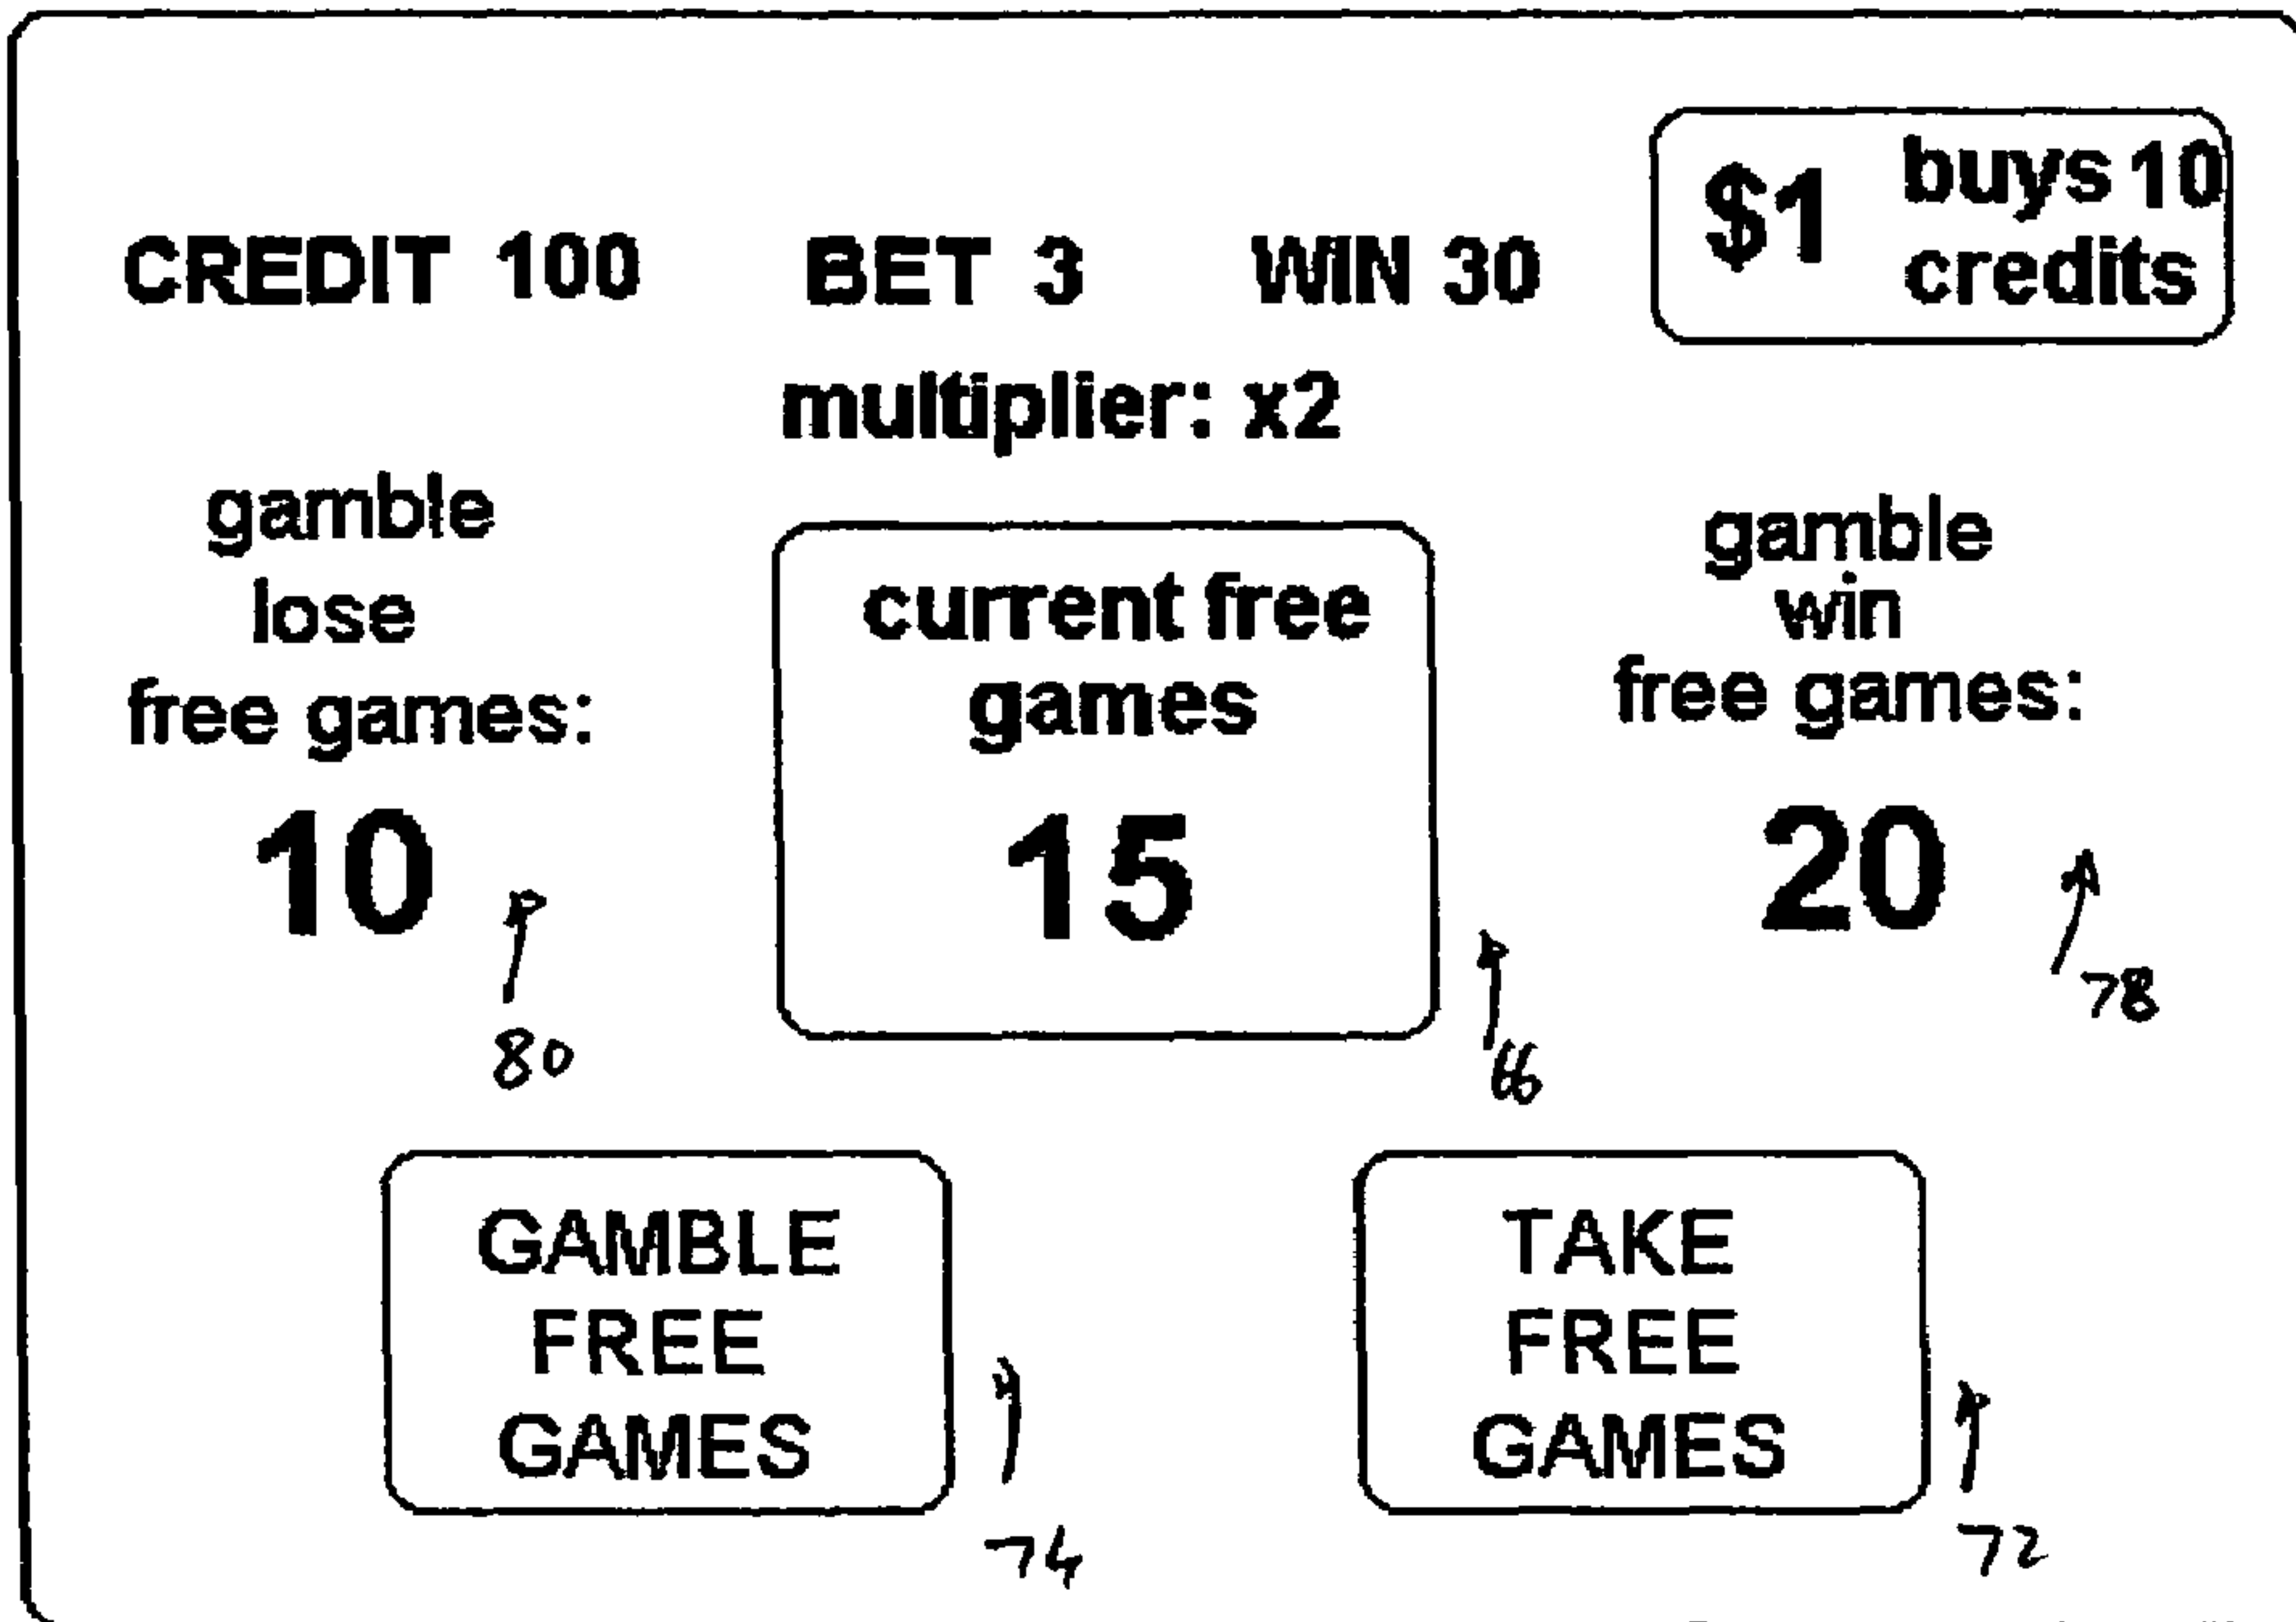 $1 buys 10
credits
CREDIT 100 BET 3 WIN 30
multiplier: x2
gamble
lose
free games:
10
80
current free
games
15
66
gamble
win
free games:
20
78
GAMBLE
FREE
GAMES
74
TAKE
FREE
GAMES
72